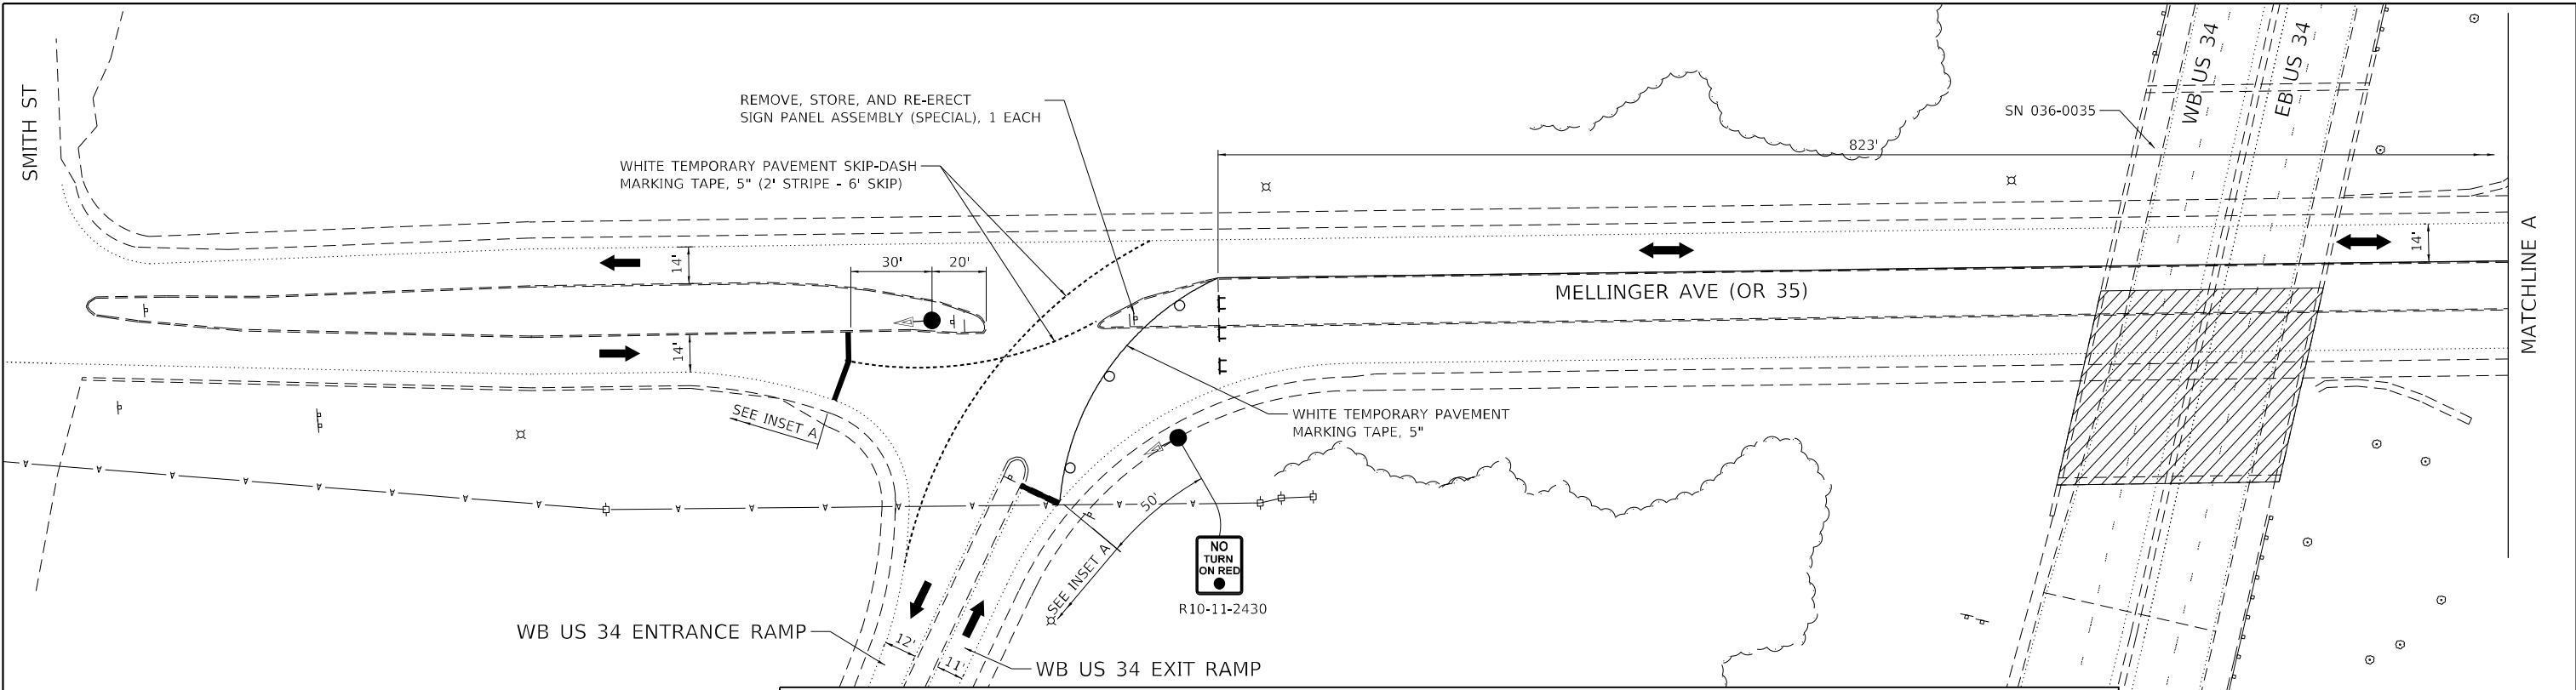 SMITH ST
REMOVE, STORE, AND RE-ERECT
SIGN PANEL ASSEMBLY (SPECIAL), 1 EACH
WHITE TEMPORARY PAVEMENT SKIP-DASH
MARKING TAPE, 5" (2' STRIPE - 6' SKIP)
WB US 34
EB US 34
SN 036-0035
823'
14'
30'
20'
14'
MELLINGER AVE (OR 35)
MATCHLINE A
14'
SEE INSET A
WHITE TEMPORARY PAVEMENT
MARKING TAPE, 5"
50'
SEE INSET A
NO
TURN
ON RED
R10-11-2430
WB US 34 ENTRANCE RAMP
12'
11'
WB US 34 EXIT RAMP